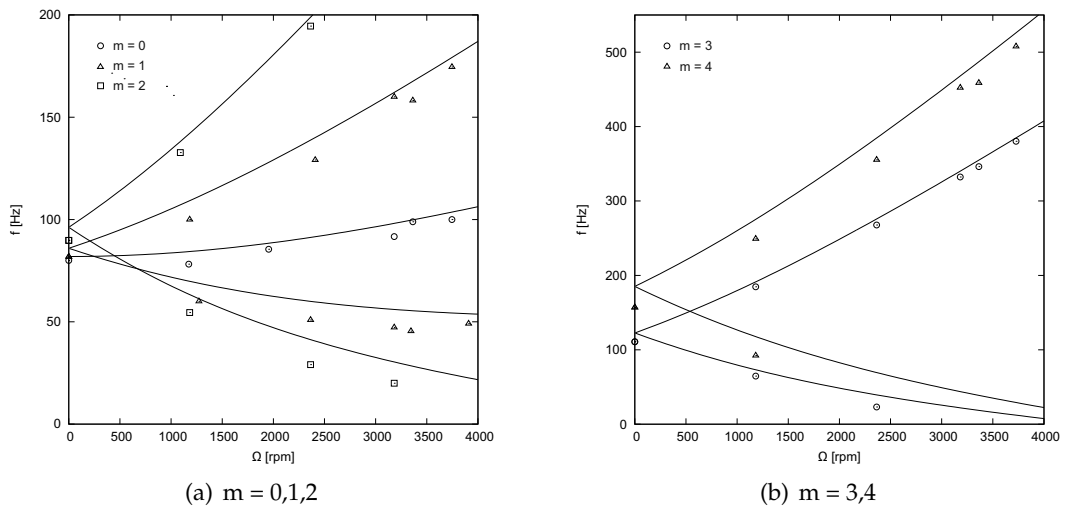 200
150
100
50
0
f [Hz]
m = 0
m = 1
m = 2
0 500 1000 1500 2000 2500 3000 3500 4000
Ω [rpm]
(a) m = 0,1,2
500
400
300
200
100
0
f [Hz]
m = 3
m = 4
0 500 1000 1500 2000 2500 3000 3500 4000
Ω [rpm]
(b) m = 3,4